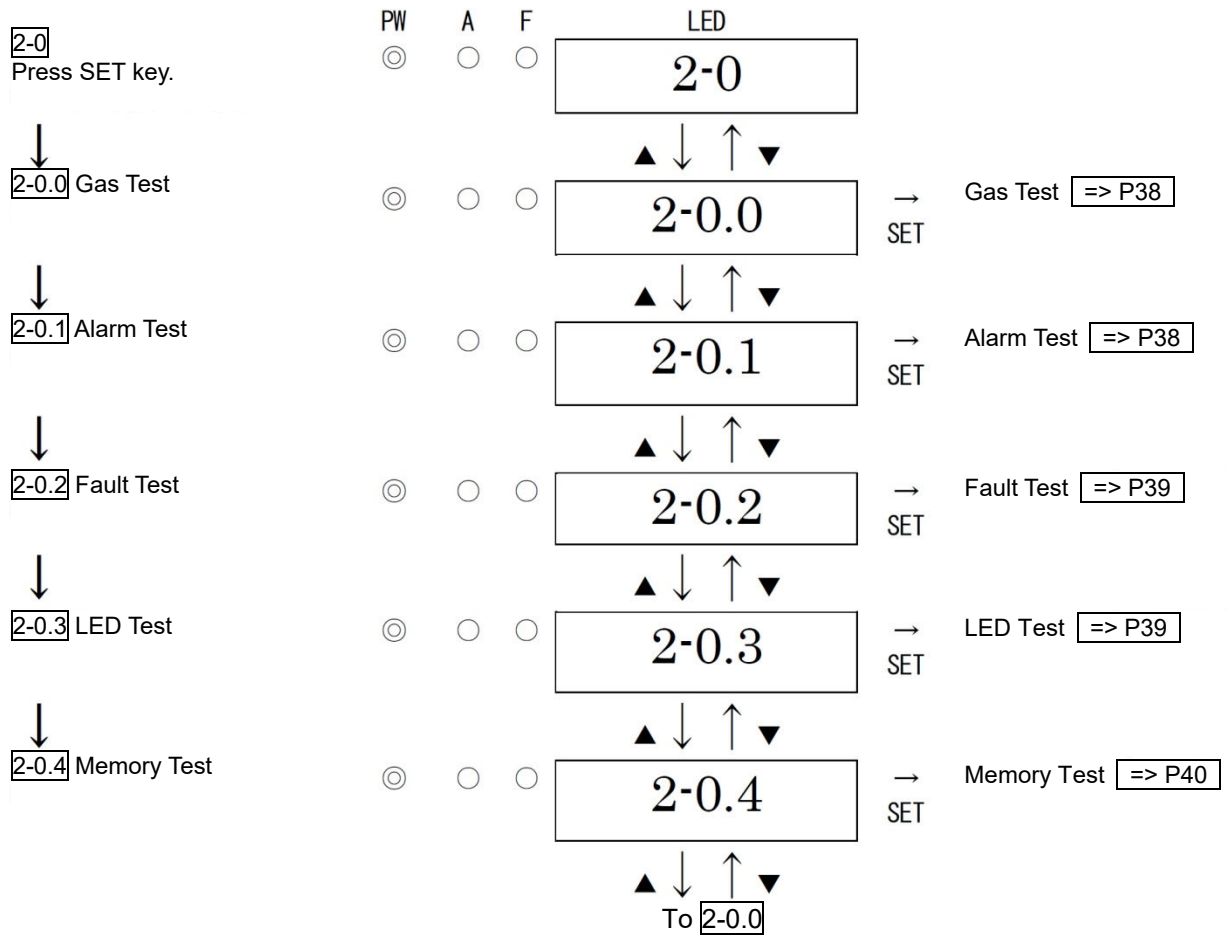 PW A F LED
2-0
Press SET key.
2-0
▲ ↓ ↑ ▼
↓
2-0.0 Gas Test
2-0.0
→ SET
Gas Test => P38
▲ ↓ ↑ ▼
↓
2-0.1 Alarm Test
2-0.1
→ SET
Alarm Test => P38
▲ ↓ ↑ ▼
↓
2-0.2 Fault Test
2-0.2
→ SET
Fault Test => P39
▲ ↓ ↑ ▼
↓
2-0.3 LED Test
2-0.3
→ SET
LED Test => P39
▲ ↓ ↑ ▼
↓
2-0.4 Memory Test
2-0.4
→ SET
Memory Test => P40
▲ ↓ ↑ ▼
To 2-0.0